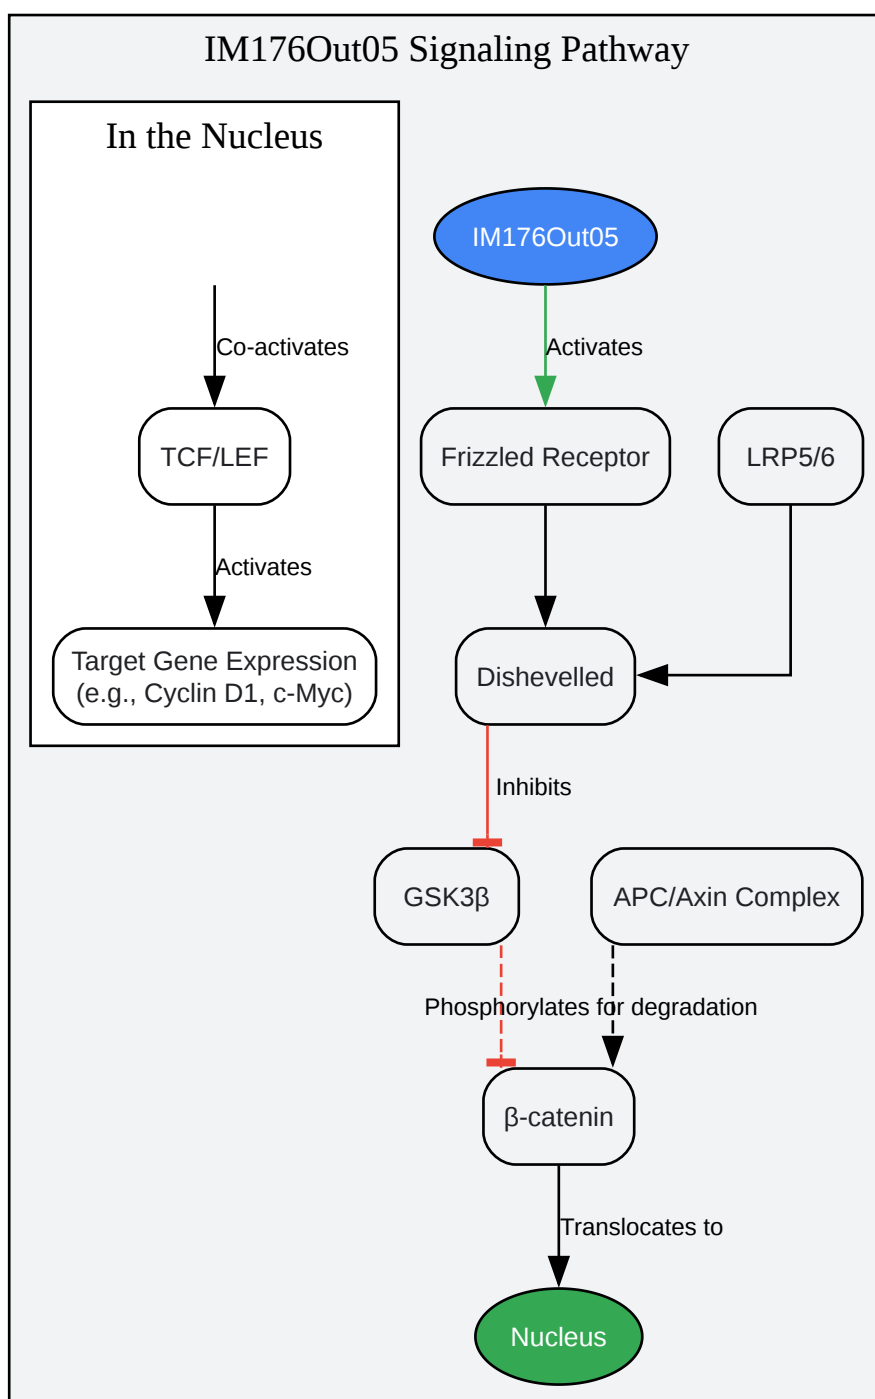 IM176Out05 Signaling Pathway
In the Nucleus
IM176Out05
Co-activates
Activates
TCF/LEF
Frizzled Receptor
LRP5/6
Activates
Target Gene Expression
(e.g., Cyclin D1, c-Myc)
Dishevelled
Inhibits
GSK3β
APC/Axin Complex
Phosphorylates for degradation
β-catenin
Translocates to
Nucleus